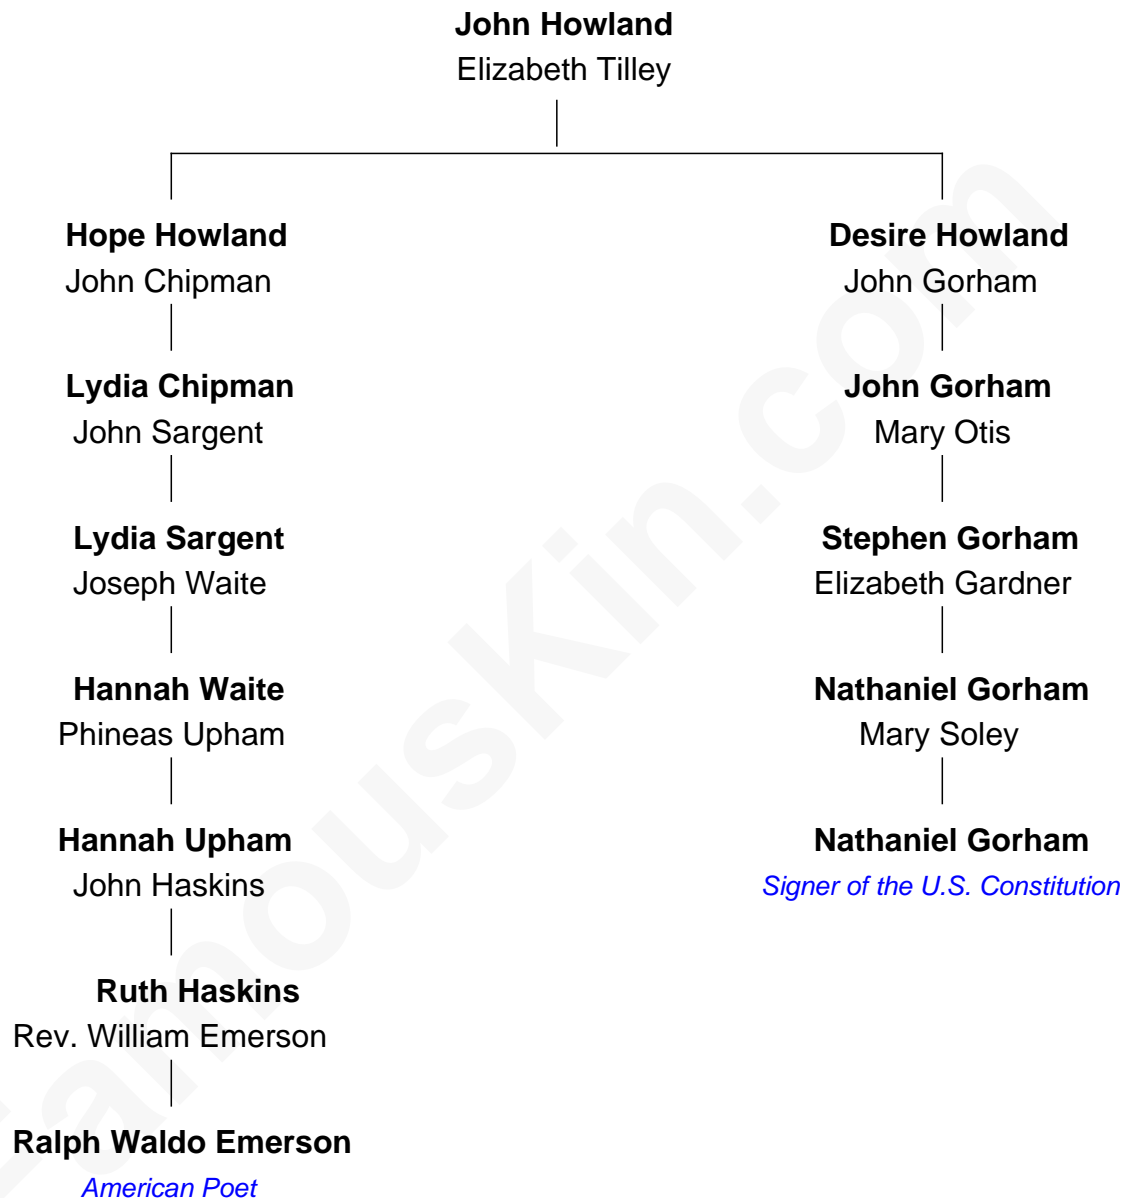 John Howland
Elizabeth Tilley
Hope Howland
John Chipman
Desire Howland
John Gorham
Lydia Chipman
John Sargent
John Gorham
Mary Otis
Lydia Sargent
Joseph Waite
Stephen Gorham
Elizabeth Gardner
Hannah Waite
Phineas Upham
Nathaniel Gorham
Mary Soley
Hannah Upham
John Haskins
Nathaniel Gorham
Signer of the U.S. Constitution
Ruth Haskins
Rev. William Emerson
Ralph Waldo Emerson
American Poet
FamousKin.com